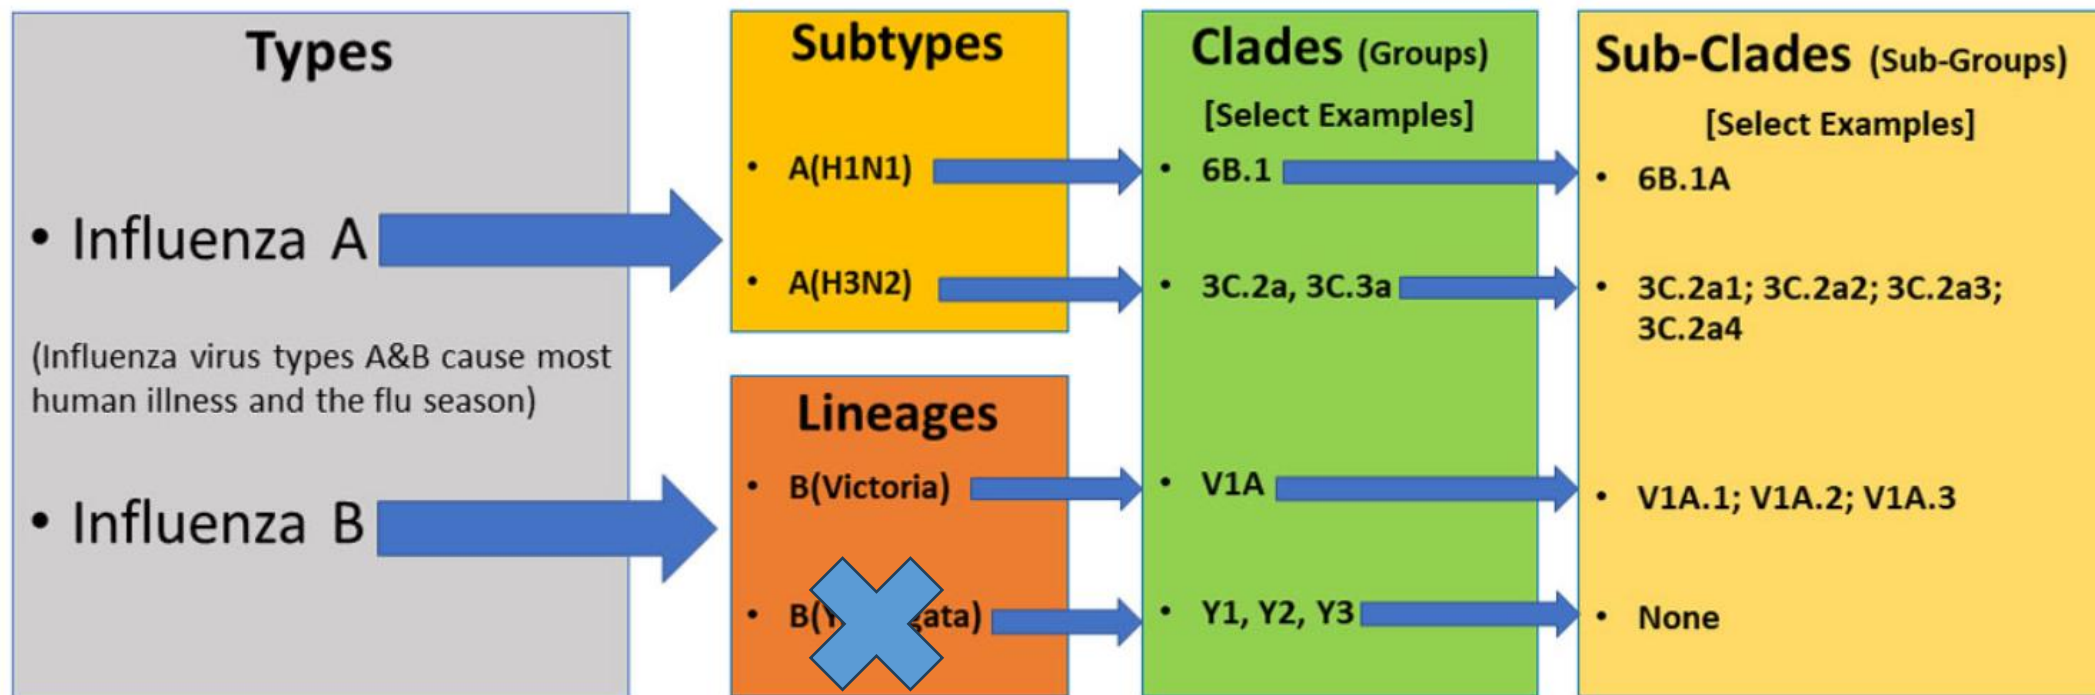 Types
• Influenza A
(Influenza virus types A&B cause most
human illness and the flu season)
• Influenza B
Subtypes
• A(H1N1)
• A(H3N2)
Lineages
• B(Victoria)
• 
Clades (Groups)
[Select Examples]
• 6B.1
• 3C.2a, 3C.3a
• V1A
• Y1, Y2, Y3
Sub-Clades (Sub-Groups)
[Select Examples]
• 6B.1A
• 3C.2a1; 3C.2a2; 3C.2a3;
3C.2a4
• V1A.1; V1A.2; V1A.3
• None